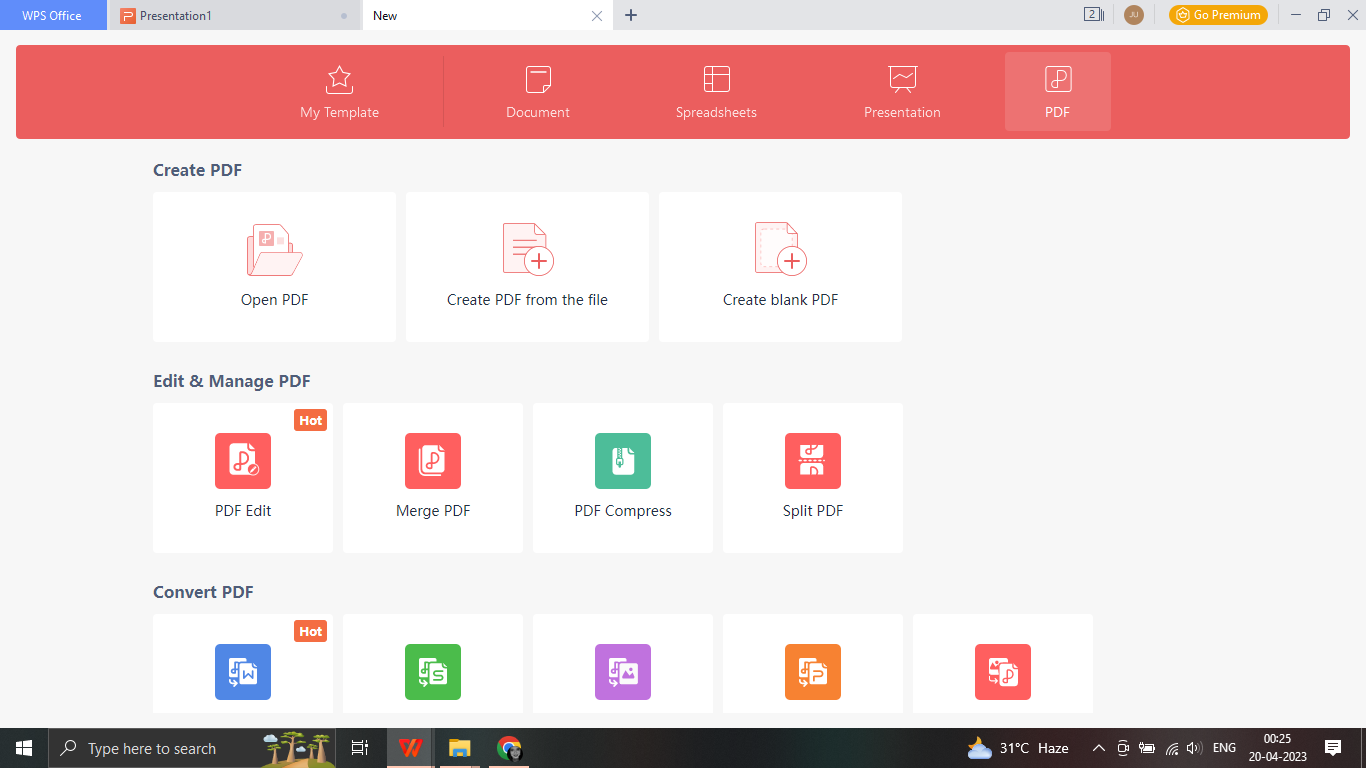 WPS Office
Presentation1
New
2
JU
Go Premium
My Template
Document
Spreadsheets
Presentation
PDF
Create PDF
Open PDF
Create PDF from the file
Create blank PDF
Edit & Manage PDF
Hot
PDF Edit
Merge PDF
PDF Compress
Split PDF
Convert PDF
Hot
W
S
P
Type here to search
31°C Haze
ENG
00:25
20-04-2023